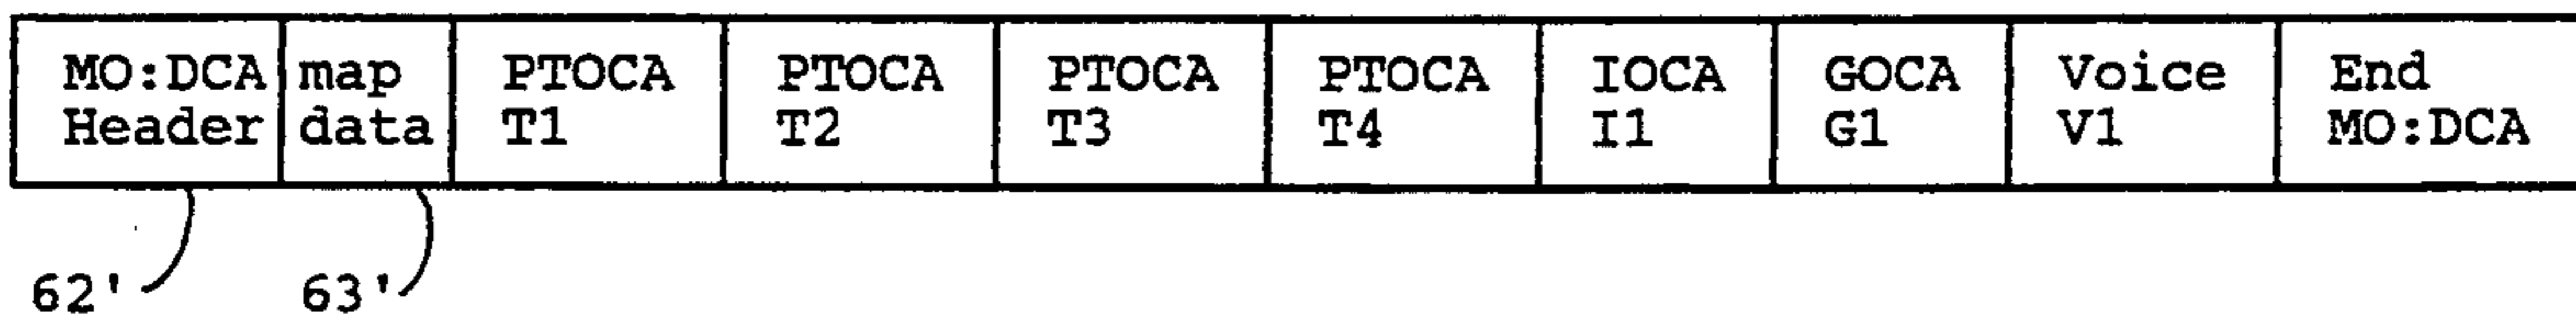 MO:DCA
Header
map
data
PTOCA
T1
PTOCA
T2
PTOCA
T3
PTOCA
T4
IOCA
I1
GOCA
G1
Voice
V1
End
MO:DCA
62'
63'